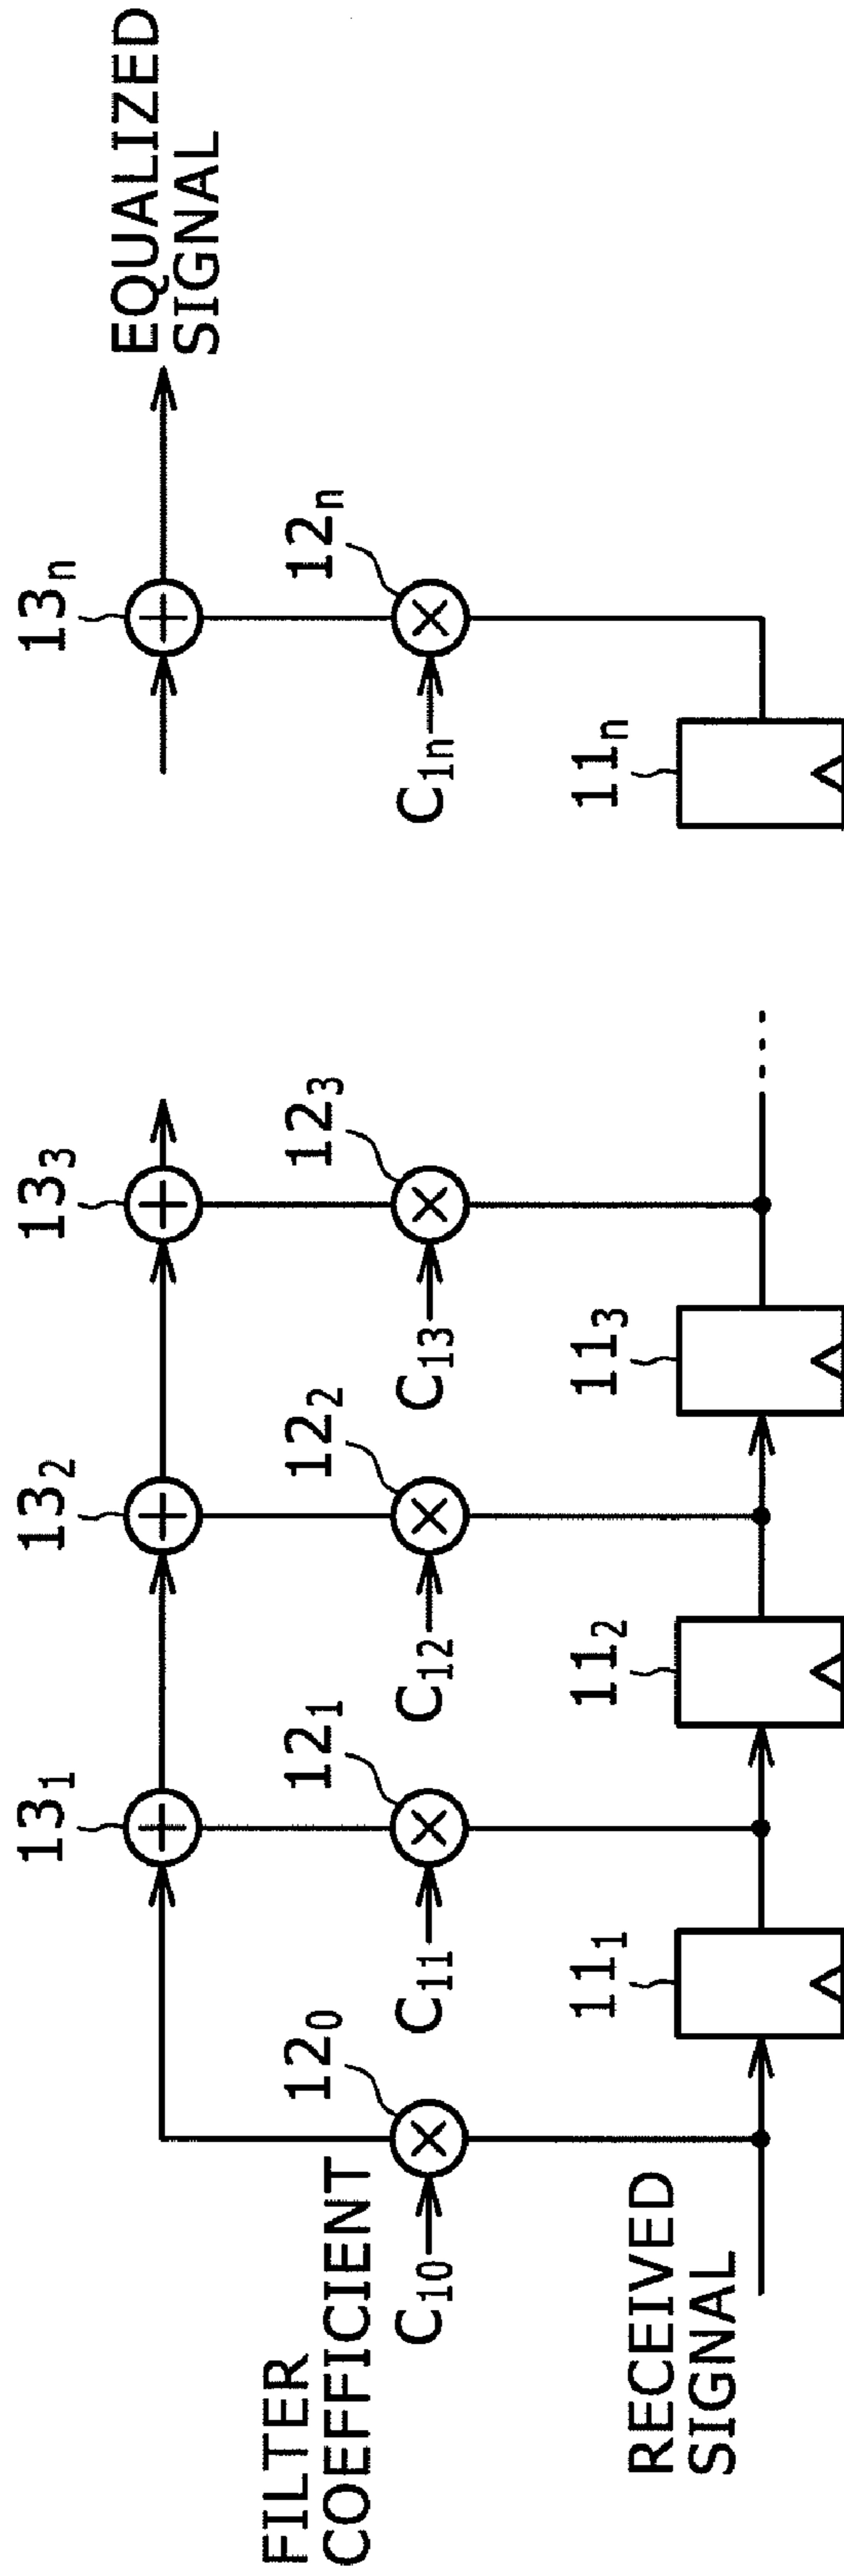 13₁
13₂
13₃
13ₙ
EQUALIZED
SIGNAL
FILTER
COEFFICIENT
12₀
12₁
12₂
12₃
12ₙ
C₁₀
C₁₁
C₁₂
C₁₃
C₁ₙ
11₁
11₂
11₃
11ₙ
RECEIVED
SIGNAL